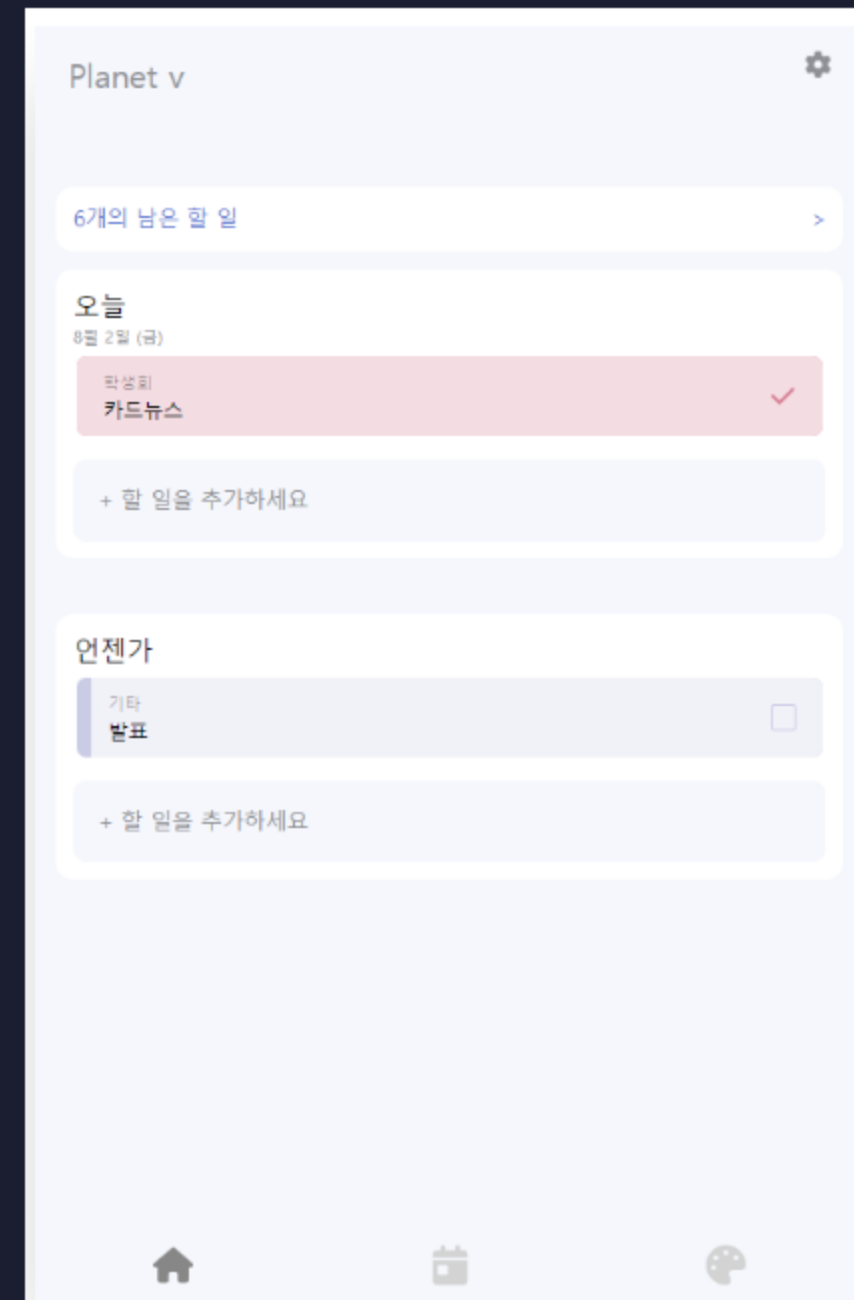 Planet v
6개의 남은 할 일 >
오늘
8월 2일 (금)
학생회
카드뉴스
+ 할 일을 추가하세요
언젠가
기타
발표
+ 할 일을 추가하세요